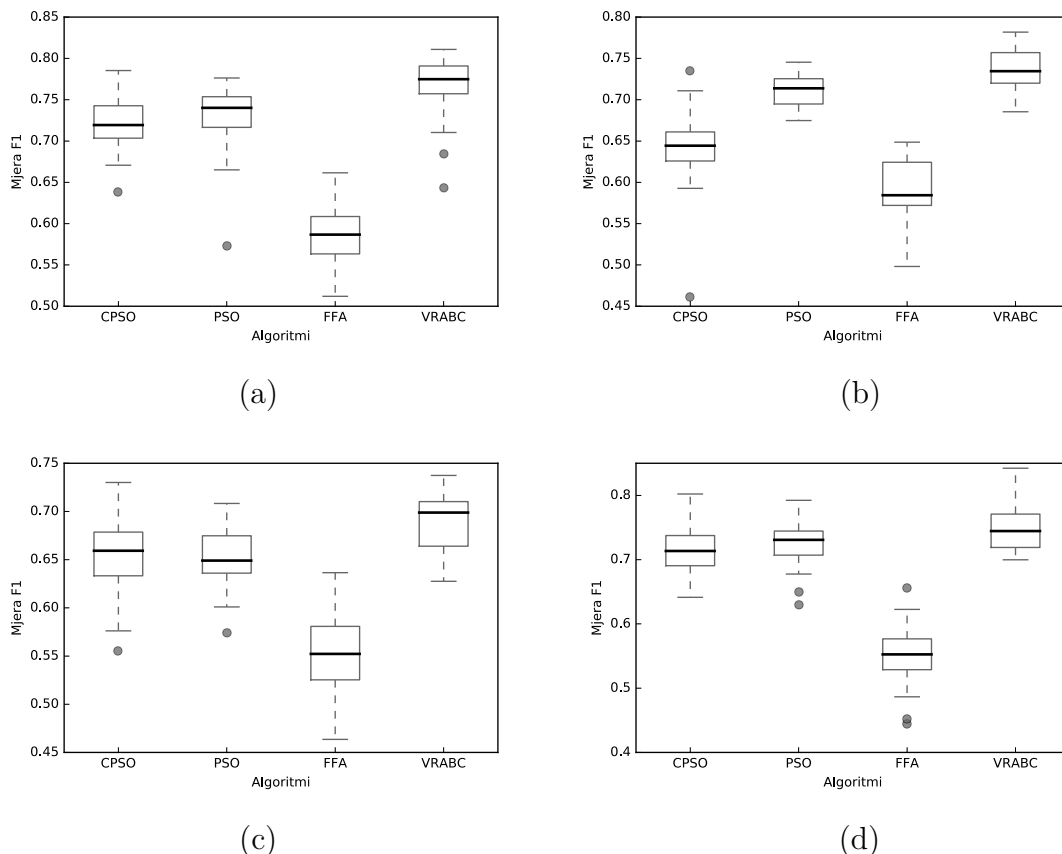 0.85
0.80
0.75
0.70
0.65
0.60
0.55
0.50
Mjera F1
CPSO PSO FFA VRABC
Algoritmi
(a)
0.75
0.70
0.65
0.60
0.55
0.50
0.45
Mjera F1
CPSO PSO FFA VRABC
Algoritmi
(b)
0.75
0.70
0.65
0.60
0.55
0.50
0.45
Mjera F1
CPSO PSO FFA VRABC
Algoritmi
(c)
0.8
0.7
0.6
0.5
0.4
Mjera F1
CPSO PSO FFA VRABC
Algoritmi
(d)